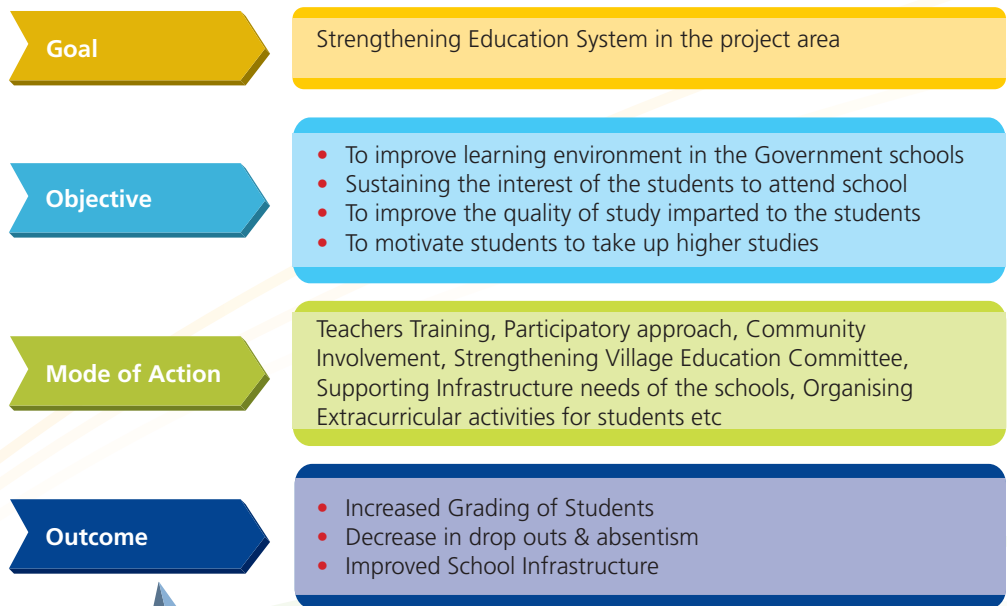 Goal
Strengthening Education System in the project area
Objective
• To improve learning environment in the Government schools
• Sustaining the interest of the students to attend school
• To improve the quality of study imparted to the students
• To motivate students to take up higher studies
Mode of Action
Teachers Training, Participatory approach, Community
Involvement, Strengthening Village Education Committee,
Supporting Infrastructure needs of the schools, Organising
Extracurricular activities for students etc
Outcome
• Increased Grading of Students
• Decrease in drop outs & absentism
• Improved School Infrastructure